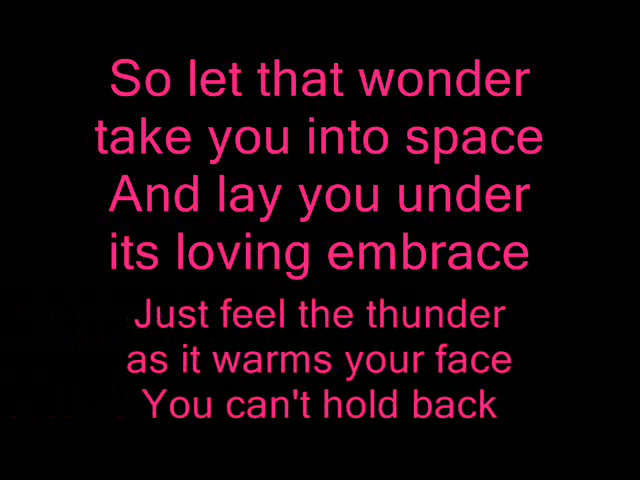 So let that wonder
take you into space
And lay you under
its loving embrace
Just feel the thunder
as it warms your face
You can't hold back